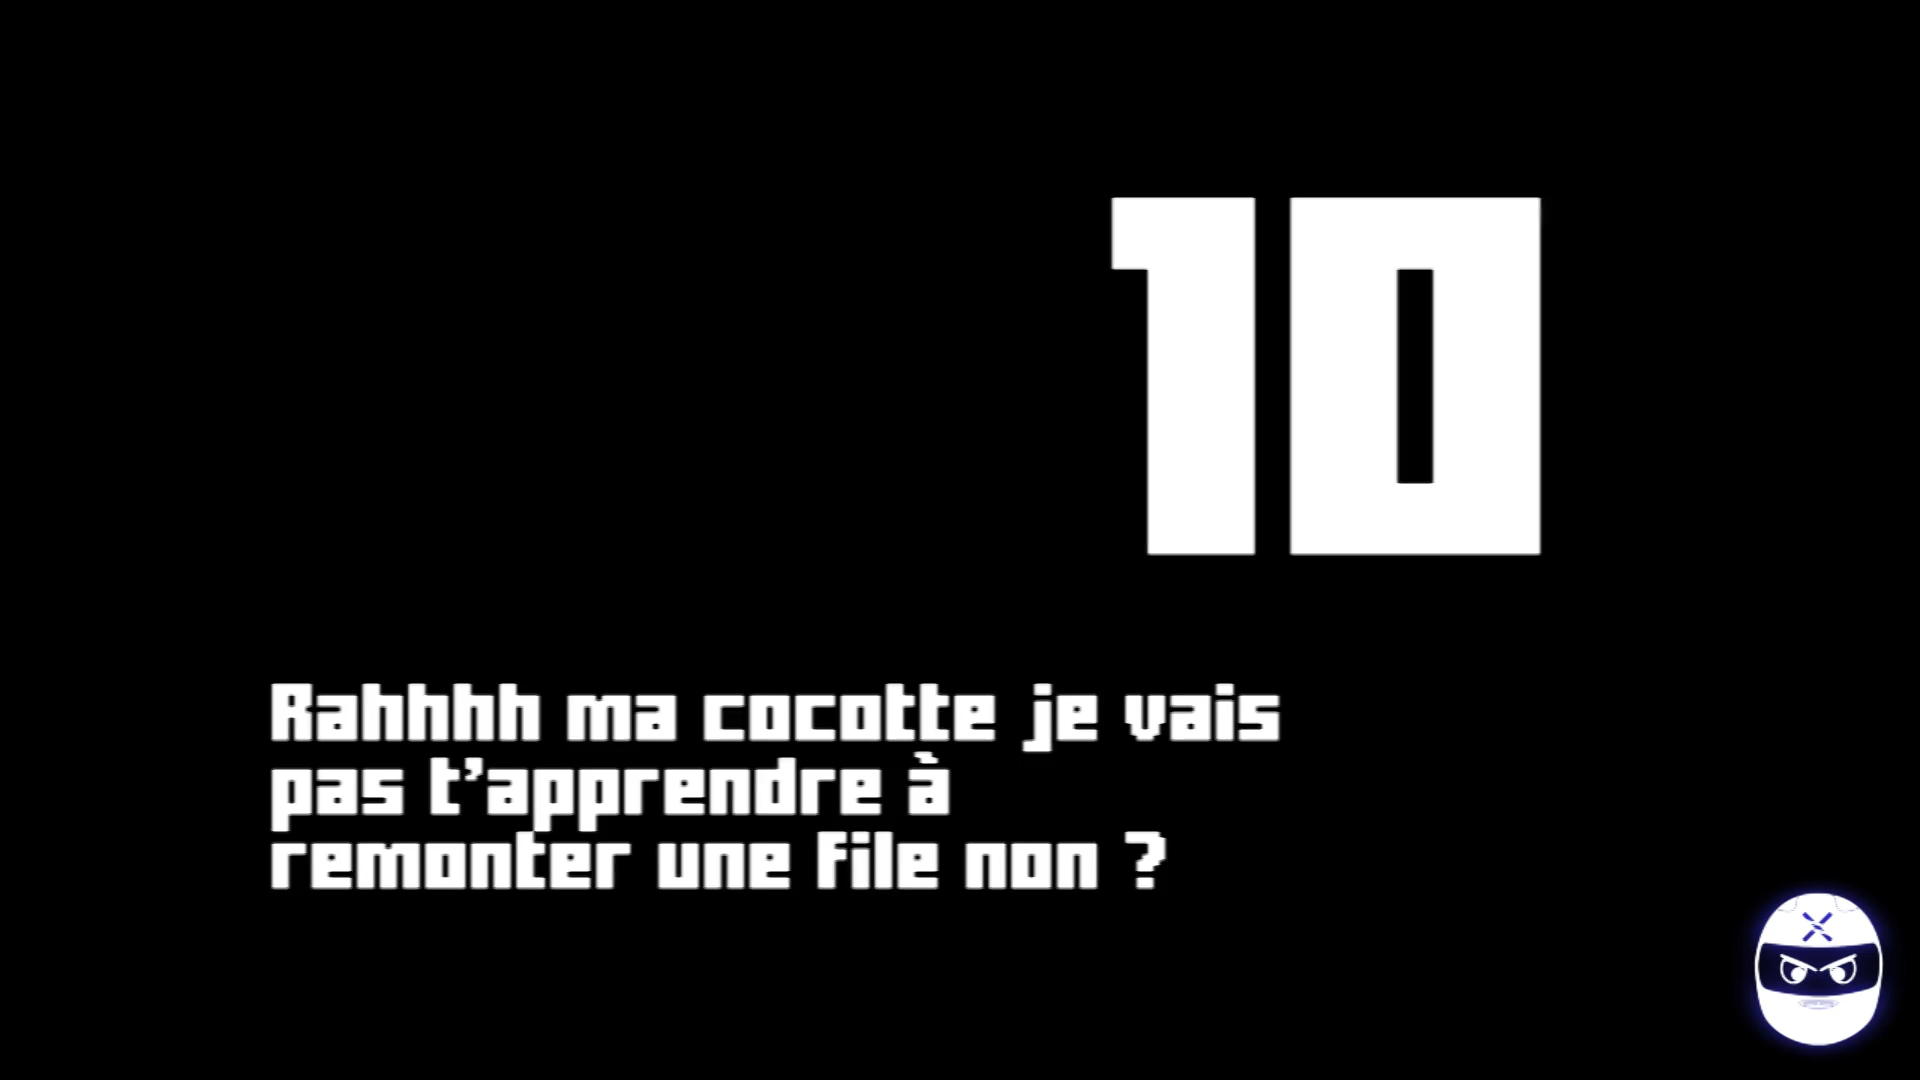 10
Rahhhh ma cocotte je vais
pas t’apprendre à
remonter une file non ?